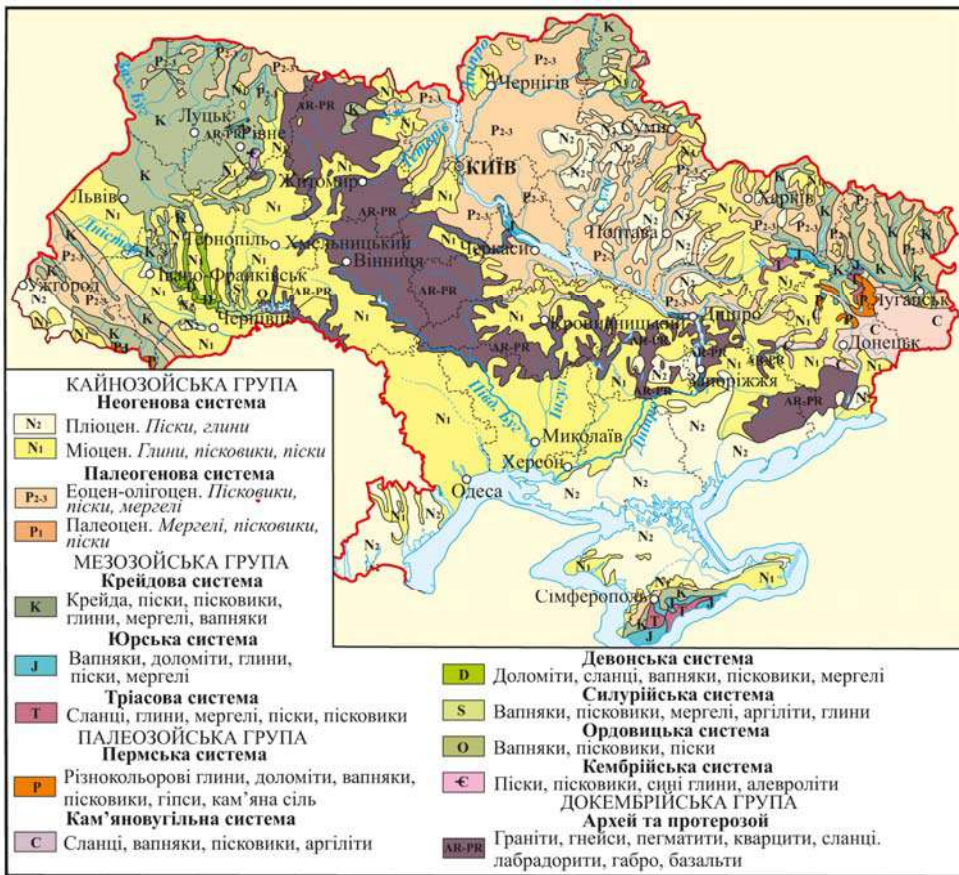 Зах. Буг
Дніпро
Чернігів
Луцьк
Рівне
Суми
КИЇВ
Житомир
Львів
Харків
Дністер
Тернопіль
Хмельницький
Полтава
Черкаси
Івано-Франківськ
Вінниця
Ужгород
Луганськ
Чернівці
Кропивницький
Дніпро
Донецьк
Запоріжжя
Півд. Буг
Інгул
Дніпро
Миколаїв
Херсон
Одеса
Сімферополь
КАЙНОЗОЙСЬКА ГРУПА
Неогенова система
N2 Пліоцен. Піски, глини
N1 Міоцен. Глини, пісковики, піски
Палеогенова система
P2-3 Еоцен-олігоцен. Пісковики,
піски, мергелі
P1 Палеоцен. Мергелі, пісковики,
піски
МЕЗОЗОЙСЬКА ГРУПА
Крейдова система
K Крейда, піски, пісковики,
глини, мергелі, вапняки
Юрська система
J Вапняки, доломіти, глини,
піски, мергелі
Тріасова система
T Сланці, глини, мергелі, піски, пісковики
ПАЛЕОЗОЙСЬКА ГРУПА
Пермська система
P Різнокольорові глини, доломіти, вапняки,
пісковики, гіпси, кам’яна сіль
Кам’яновугільна система
C Сланці, вапняки, пісковики, аргіліти
Девонська система
D Доломіти, сланці, вапняки, пісковики, мергелі
Силурійська система
S Вапняки, пісковики, мергелі, аргіліти, глини
Ордовицька система
O Вапняки, пісковики, піски
Кембрійська система
Є Піски, пісковики, сині глини, алевроліти
ДОКЕМБРІЙСЬКА ГРУПА
Архей та протерозой
AR-PR Граніти, гнейси, пегматити, кварцити, сланці.
лабрадорити, габро, базальти